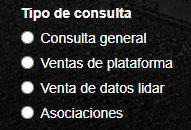 Tipo de consulta
Consulta general
Ventas de plataforma
Venta de datos lidar
Asociaciones